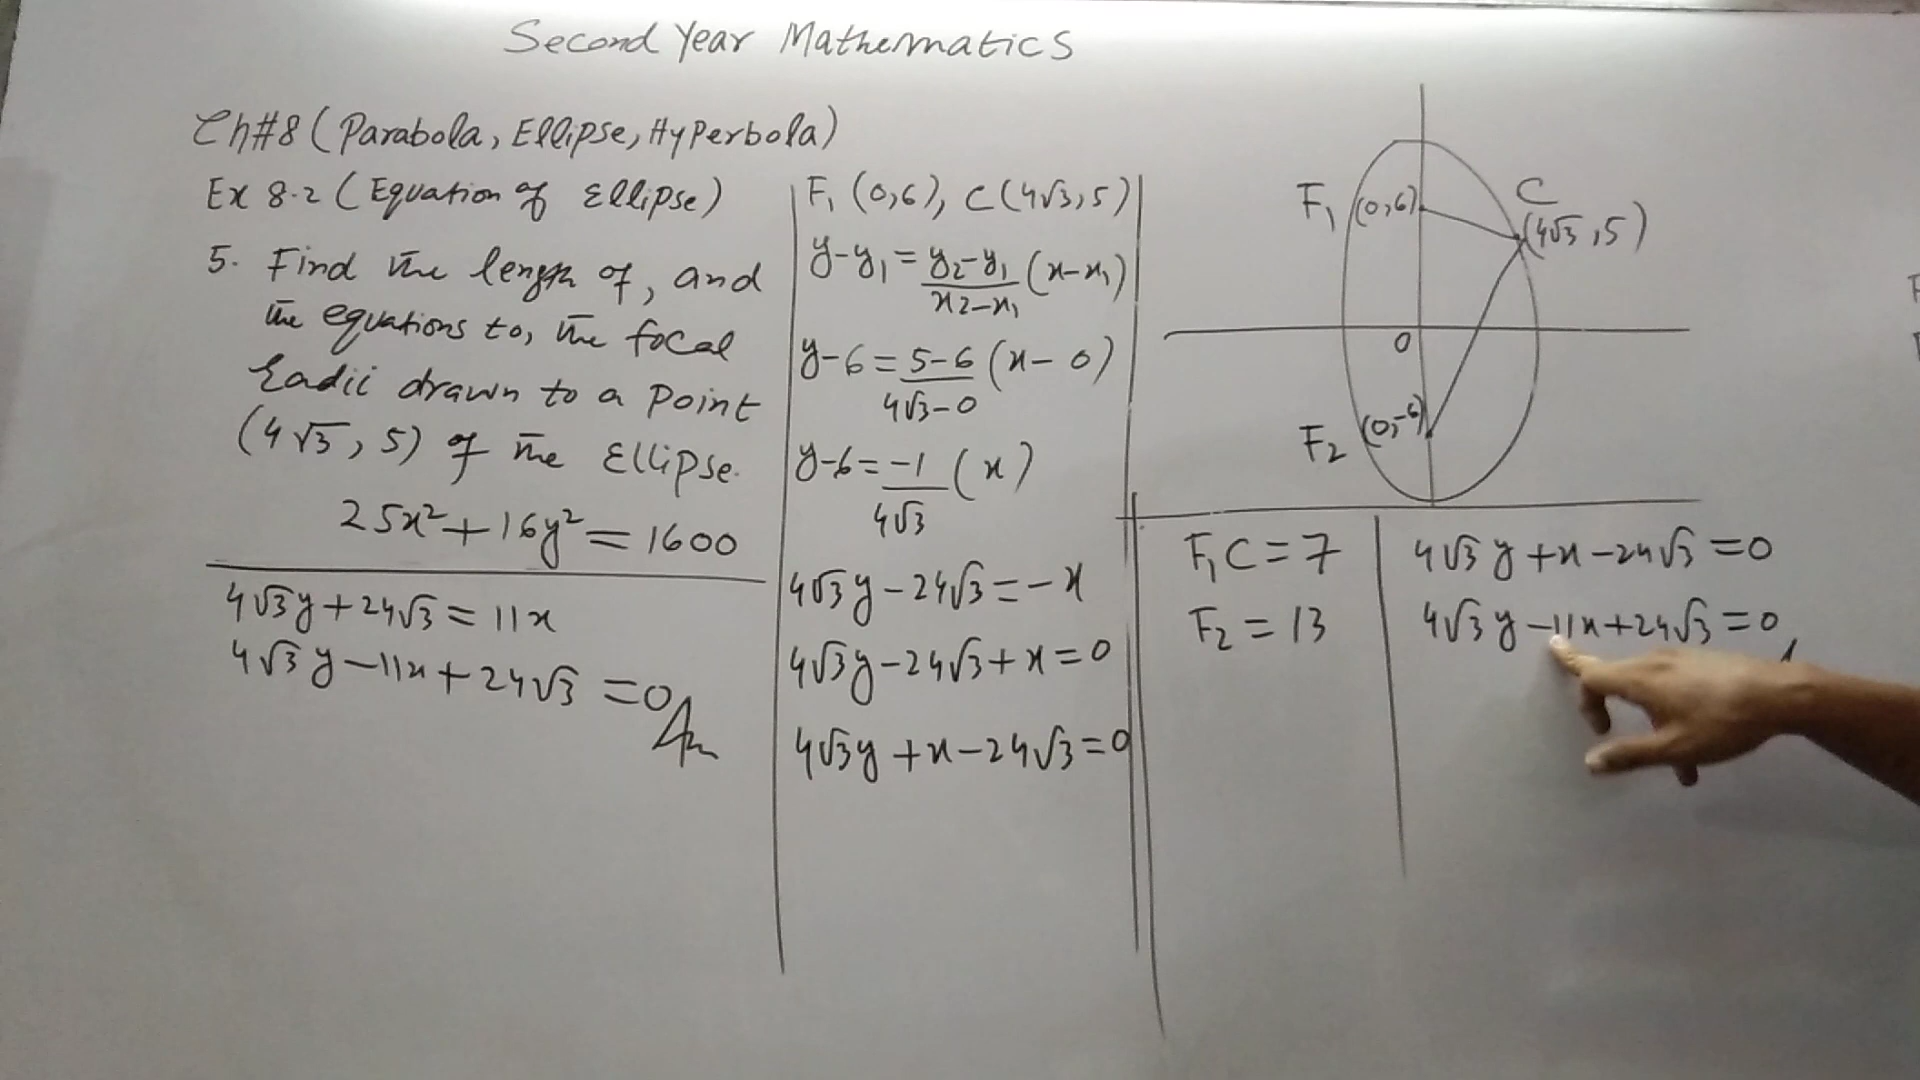 Second Year Mathematics
Ch#8 (Parabola, Ellipse, Hyperbola)
Ex 8.2 (Equation of Ellipse)
5. Find the length of, and
the equations to, the focal
radii drawn to a point
(4√3, 5) of the Ellipse.
25x² + 16y² = 1600
4√3y + 24√3 = 11x
4√3y - 11x + 24√3 = 0
F₁ (0,6), C (4√3, 5)
y - y₁ = y₂ - y₁ / x₂ - x₁ (x - x₁)
y - 6 = 5 - 6 / 4√3 - 0 (x - 0)
y - 6 = -1 / 4√3 (x)
4√3y - 24√3 = -x
4√3y - 24√3 + x = 0
4√3y + x - 24√3 = 0
F₁ (0,6)
C
(4√3, 5)
0
F₂ (0,-6)
F₁C = 7
F₂ = 13
4√3y + x - 24√3 = 0
4√3y - 11x + 24√3 = 0